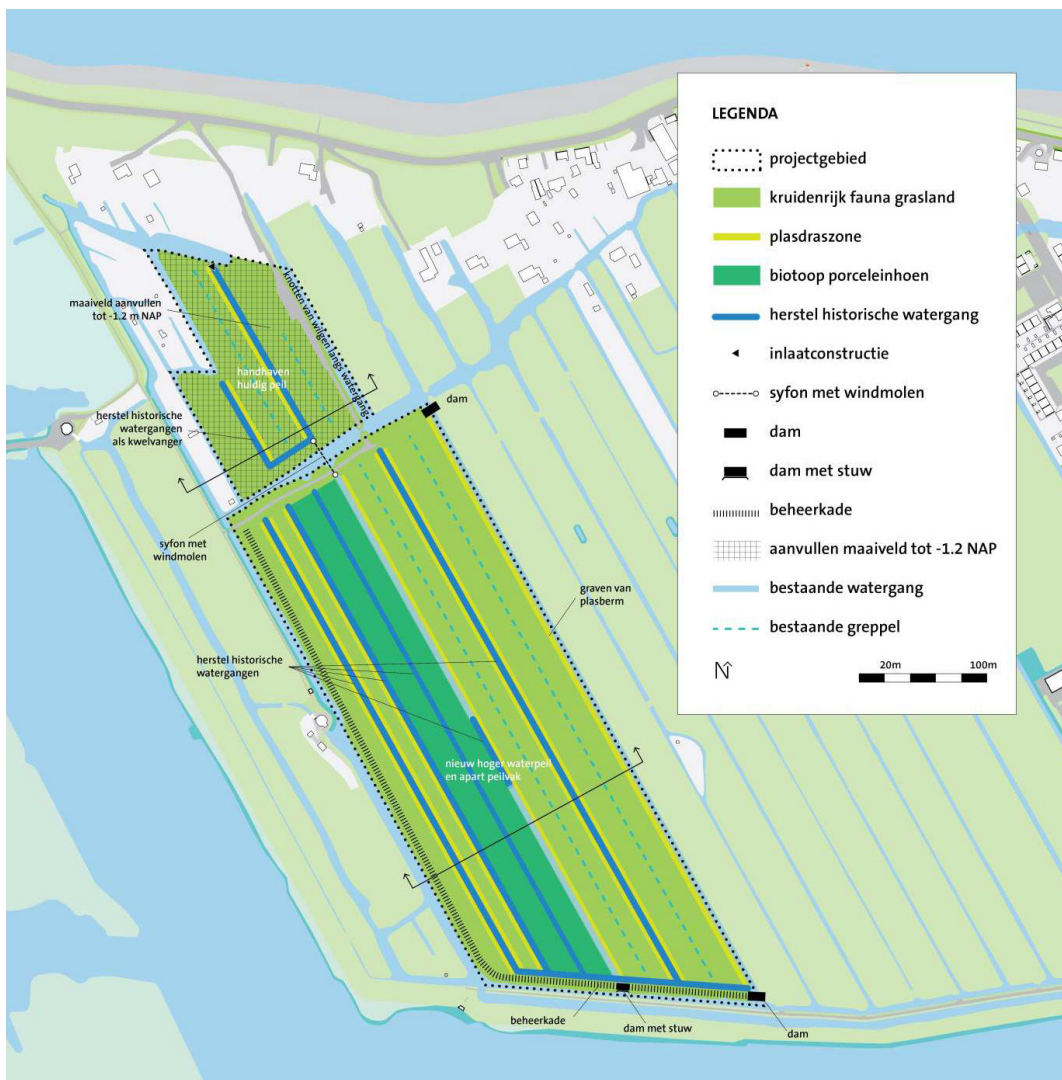 LEGENDA
projectgebied
kruidenrijk fauna grasland
plasdraszone
biotoop porceleinhoen
herstel historische watergang
inlaatconstructie
syfon met windmolen
dam
dam met stuw
beheerkade
aanvullen maaiveld tot -1.2 NAP
bestaande watergang
bestaande greppel
N
20m
100m
maaiveld aanvullen
tot -1.2 m NAP
knotten van wilgen langs watergang
handhaven
huidig peil
herstel historische
watergangen
als kwelvanger
dam
syfon met
windmolen
graven van
plasberm
herstel historische
watergangen
nieuw hoger waterpeil
en apart peilvak
beheerkade
dam met stuw
dam